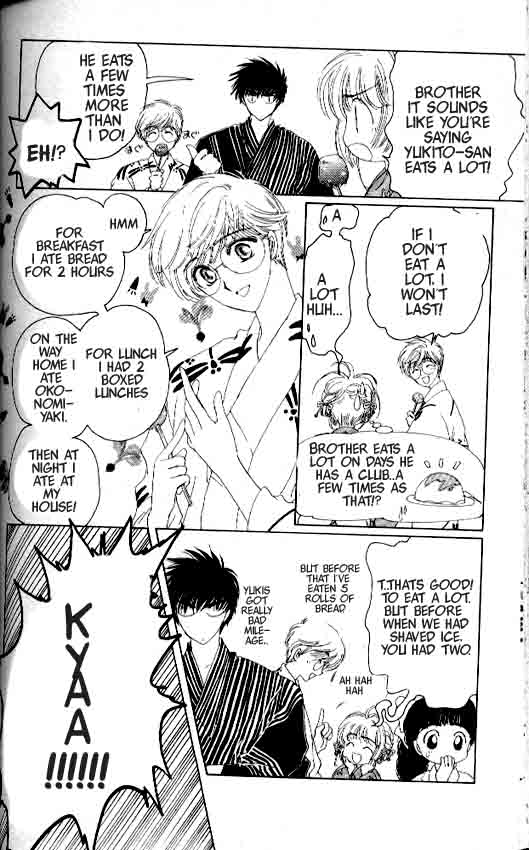 BROTHER
IT SOUNDS
LIKE YOU'RE
SAYING
YUKITO-SAN
EATS A LOT!
HE EATS
A FEW
TIMES
MORE
THAN
I DO!
EH!?
IF I
DON'T
EAT A
LOT. I
WON'T
LAST!
A
A
LOT
HUH...
BROTHER EATS A
LOT ON DAYS HE
HAS A CLUB..A
FEW TIMES AS
THAT!?
HMM
FOR
BREAKFAST
I ATE BREAD
FOR 2 HOURS
FOR LUNCH
I HAD 2
BOXED
LUNCHES
ON THE
WAY
HOME I
ATE
OKO-
NOMI-
YAKI.
THEN AT
NIGHT I
ATE AT
MY
HOUSE!
T..THATS GOOD!
TO EAT A LOT.
BUT BEFORE
WHEN WE HAD
SHAVED ICE.
YOU HAD TWO.
BUT BEFORE
THAT I'VE
EATEN 5
ROLLS OF
BREAD
AH HAH
HAH
YUKIS
GOT
REALLY
BAD
MILE-
AGE..
KYAA
!!!!!!